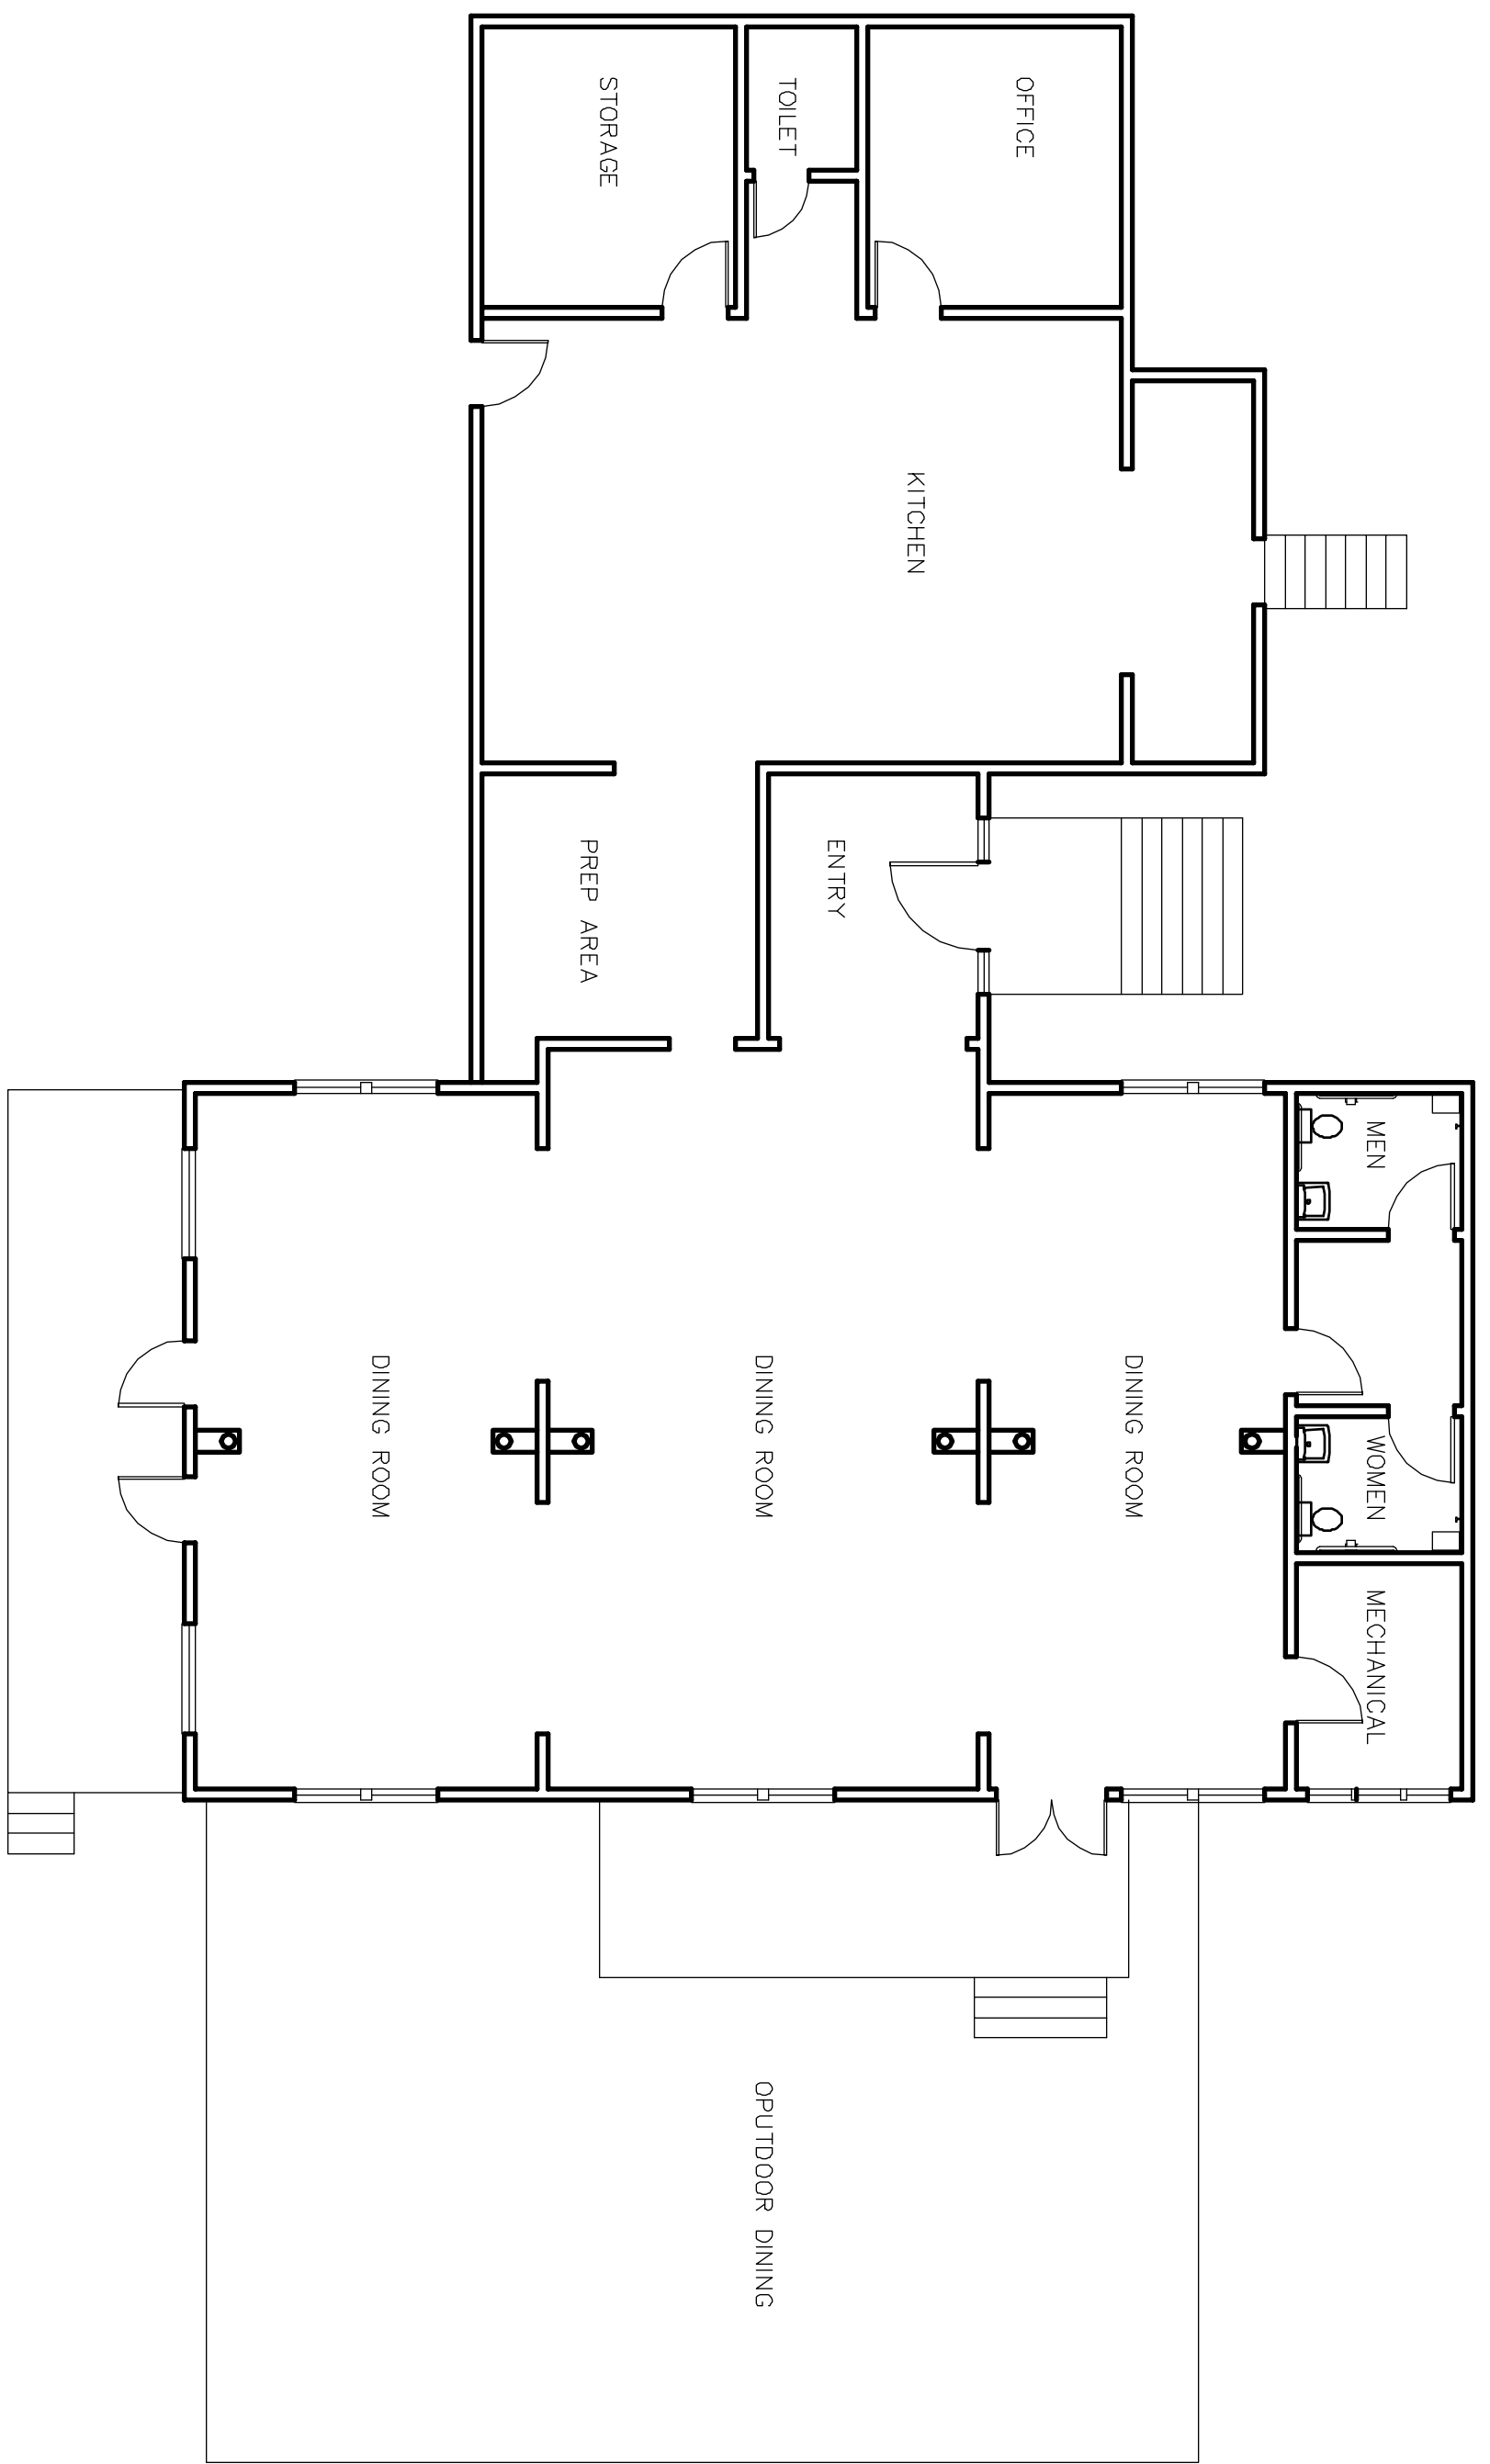 OFFICE
TOILET
STORAGE
KITCHEN
ENTRY
PREP AREA
MEN
WOMEN
MECHANICAL
DINING ROOM
DINING ROOM
DINING ROOM
OPUTDOOR DINING